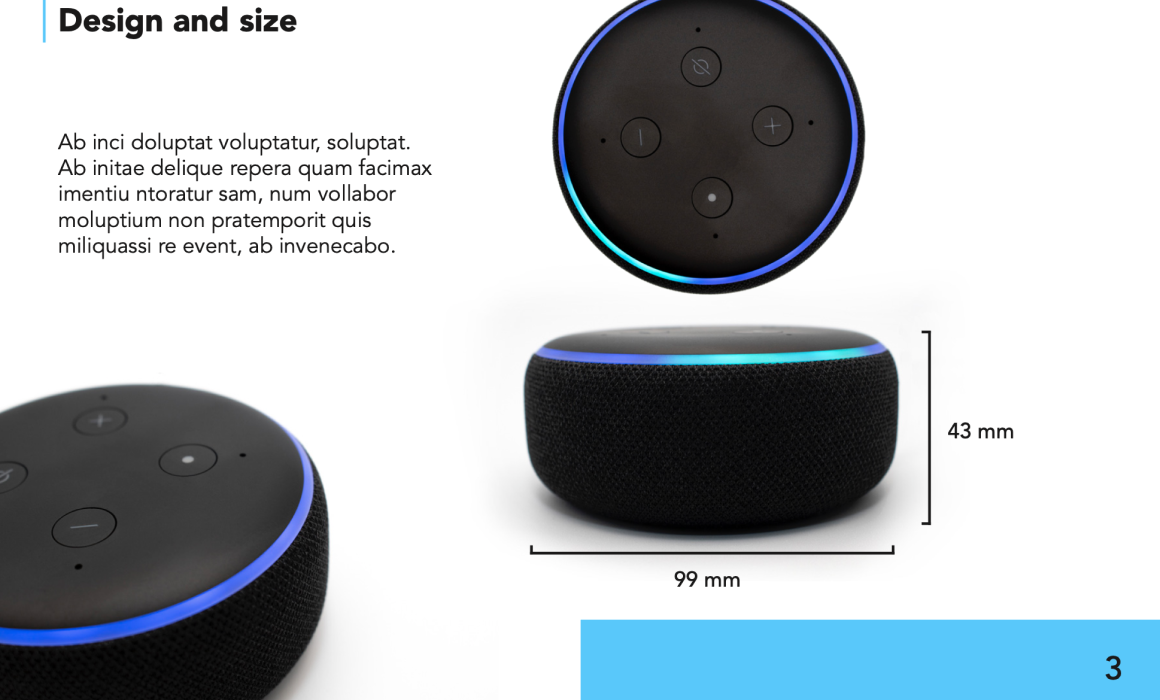 Design and size
Ab inci doluptat voluptatur, soluptat.
Ab initae delique repera quam facimax
imentiu ntoratur sam, num vollabor
moluptium non pratemporit quis
miliquassi re event, ab invenecabo.
43 mm
99 mm
3